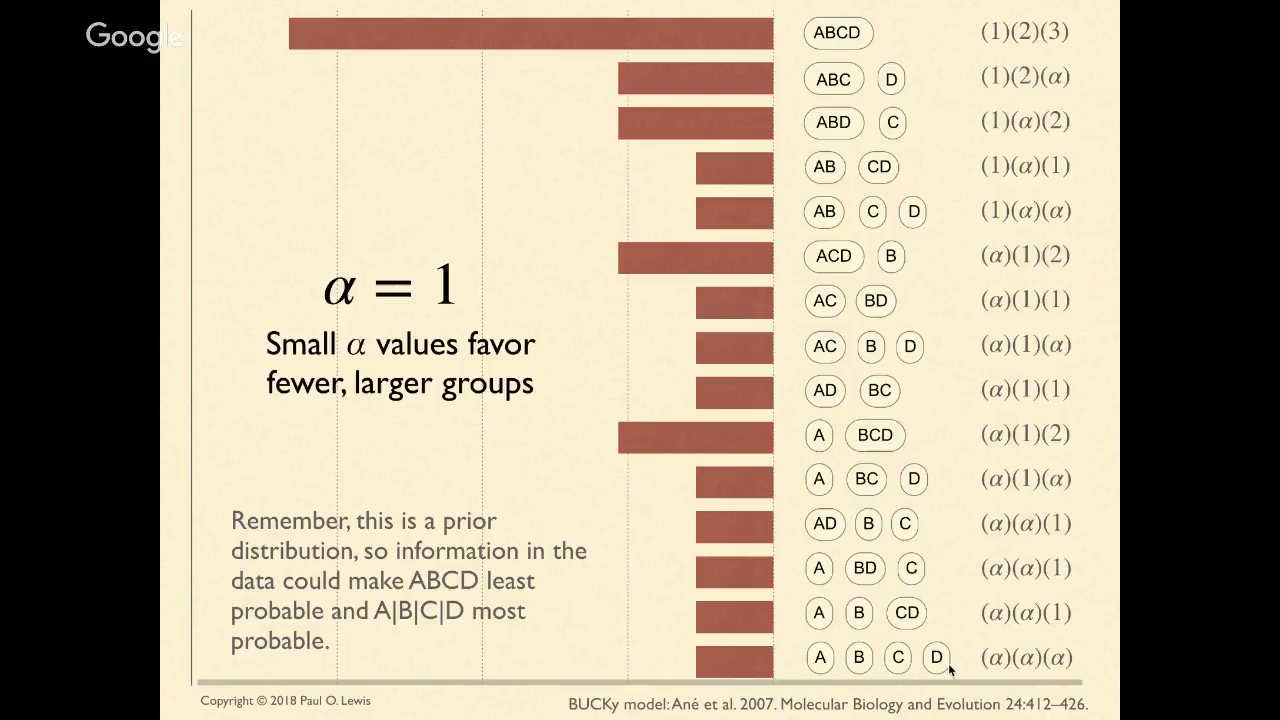 Google
ABCD (1)(2)(3)
ABC D (1)(2)(α)
ABD C (1)(α)(2)
AB CD (1)(α)(1)
AB C D (1)(α)(α)
ACD B (α)(1)(2)
AC BD (α)(1)(1)
AC B D (α)(1)(α)
AD BC (α)(1)(1)
A BCD (α)(1)(2)
A BC D (α)(1)(α)
AD B C (α)(α)(1)
A BD C (α)(α)(1)
A B CD (α)(α)(1)
A B C D (α)(α)(α)
α = 1
Small α values favor
fewer, larger groups
Remember, this is a prior
distribution, so information in the
data could make ABCD least
probable and A|B|C|D most
probable.
Copyright © 2018 Paul O. Lewis
BUCKy model: Ané et al. 2007. Molecular Biology and Evolution 24:412–426.